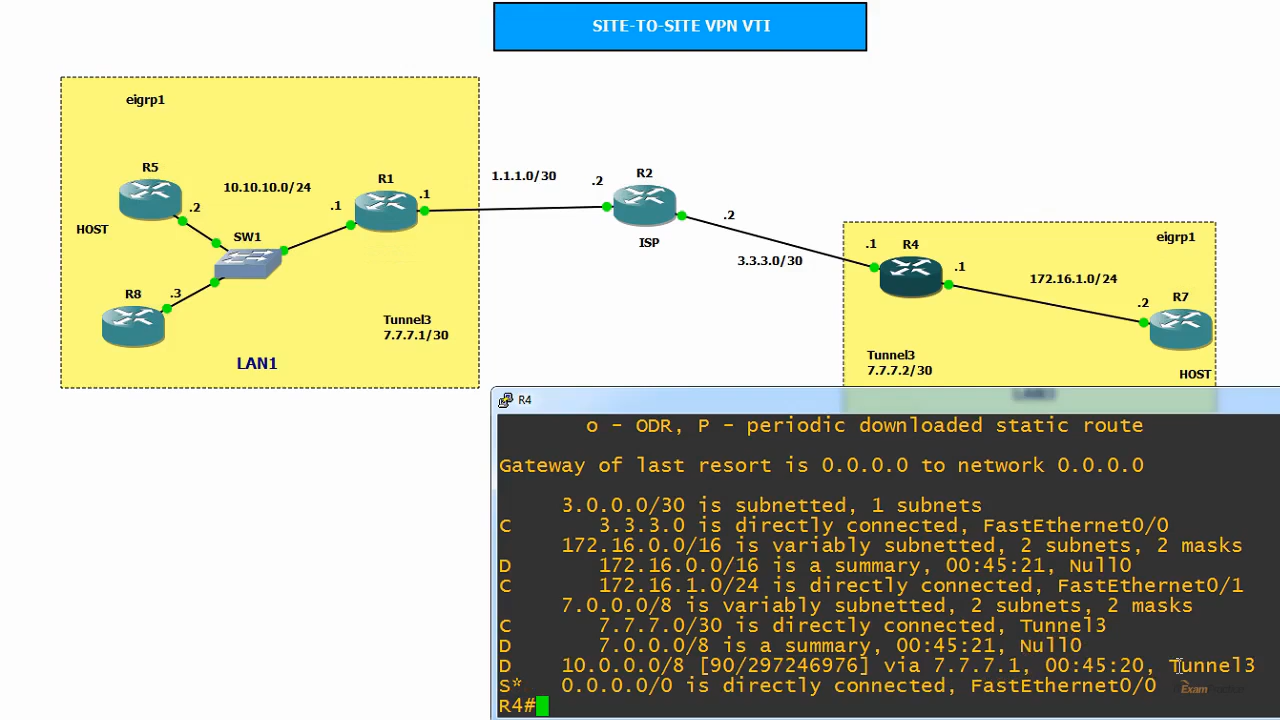 SITE-TO-SITE VPN VTI
eigrp1
R5
10.10.10.0/24
R1
.1
.1
.2
HOST
SW1
R8
.3
Tunnel3
7.7.7.1/30
LAN1
1.1.1.0/30
.2
R2
ISP
.2
3.3.3.0/30
eigrp1
.1
R4
.1
172.16.1.0/24
.2
R7
Tunnel3
7.7.7.2/30
HOST
R4
o - ODR, P - periodic downloaded static route
Gateway of last resort is 0.0.0.0 to network 0.0.0.0
3.0.0.0/30 is subnetted, 1 subnets
C 3.3.3.0 is directly connected, FastEthernet0/0
172.16.0.0/16 is variably subnetted, 2 subnets, 2 masks
D 172.16.0.0/16 is a summary, 00:45:21, Null0
C 172.16.1.0/24 is directly connected, FastEthernet0/1
7.0.0.0/8 is variably subnetted, 2 subnets, 2 masks
C 7.7.7.0/30 is directly connected, Tunnel3
D 7.0.0.0/8 is a summary, 00:45:21, Null0
D 10.0.0.0/8 [90/297246976] via 7.7.7.1, 00:45:20, Tunnel3
S* 0.0.0.0/0 is directly connected, FastEthernet0/0
R4#